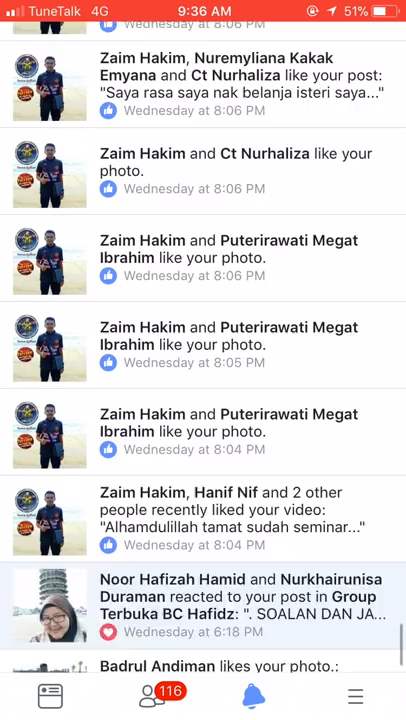 TuneTalk 4G 9:36 AM 51%
Wednesday at 8:06 PM
Zaim Hakim, Nuremyliana Kakak
Emyana and Ct Nurhaliza like your post:
"Saya rasa saya nak belanja isteri saya..."
Wednesday at 8:06 PM
Zaim Hakim and Ct Nurhaliza like your
photo.
Wednesday at 8:06 PM
Zaim Hakim and Puterirawati Megat
Ibrahim like your photo.
Wednesday at 8:06 PM
Zaim Hakim and Puterirawati Megat
Ibrahim like your photo.
Wednesday at 8:05 PM
Zaim Hakim and Puterirawati Megat
Ibrahim like your photo.
Wednesday at 8:04 PM
Zaim Hakim, Hanif Nif and 2 other
people recently liked your video:
"Alhamdulillah tamat sudah seminar..."
Wednesday at 8:04 PM
Noor Hafizah Hamid and Nurkhairunisa
Duraman reacted to your post in Group
Terbuka BC Hafidz: ". SOALAN DAN JA...
Wednesday at 6:18 PM
Badrul Andiman likes your photo.:
116